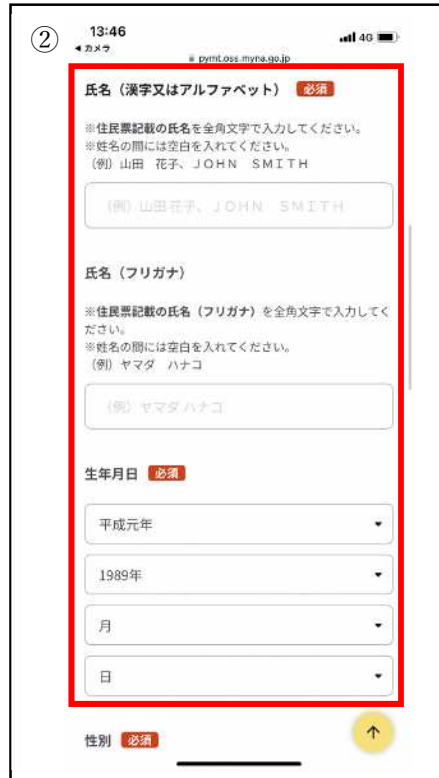 ②
13:46
4G
◀ カメラ
pymt.oss.myna.go.jp
氏名（漢字又はアルファベット） 必須
※住民票記載の氏名を全角文字で入力してください。
※姓名の間には空白を入れてください。
（例）山田　花子、ＪＯＨＮ　ＳＭＩＴＨ
（例）山田花子、ＪＯＨＮ　ＳＭＩＴＨ
氏名（フリガナ）
※住民票記載の氏名（フリガナ）を全角文字で入力してく
ださい。
※姓名の間には空白を入れてください。
（例）ヤマダ　ハナコ
（例）ヤマダ ハナコ
生年月日 必須
平成元年
1989年
月
日
性別 必須